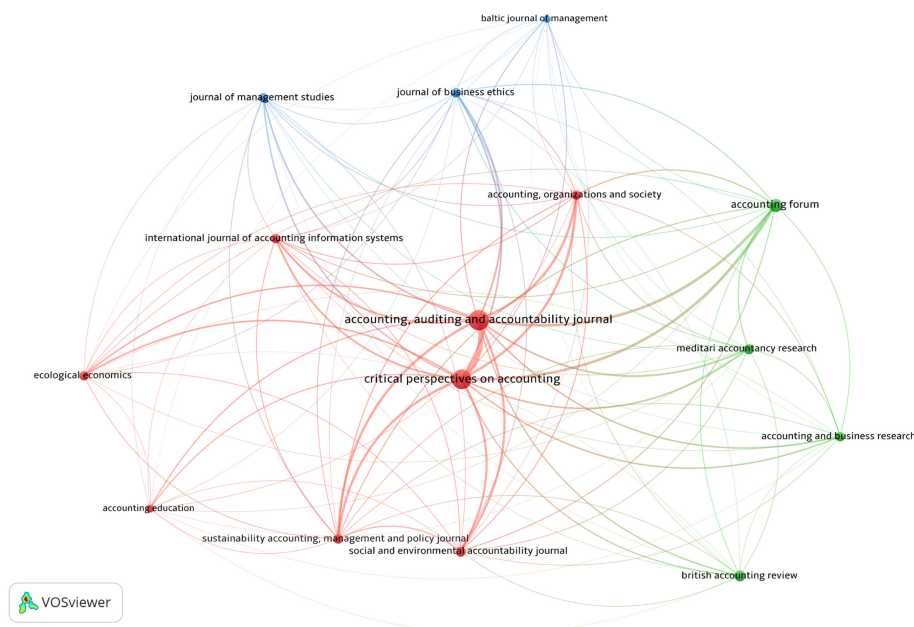 baltic journal of management
journal of management studies
journal of business ethics
accounting, organizations and society
accounting forum
international journal of accounting information systems
accounting, auditing and accountability journal
meditari accountancy research
ecological economics
critical perspectives on accounting
accounting and business research
accounting education
sustainability accounting, management and policy journal
social and environmental accountability journal
british accounting review
VOSviewer